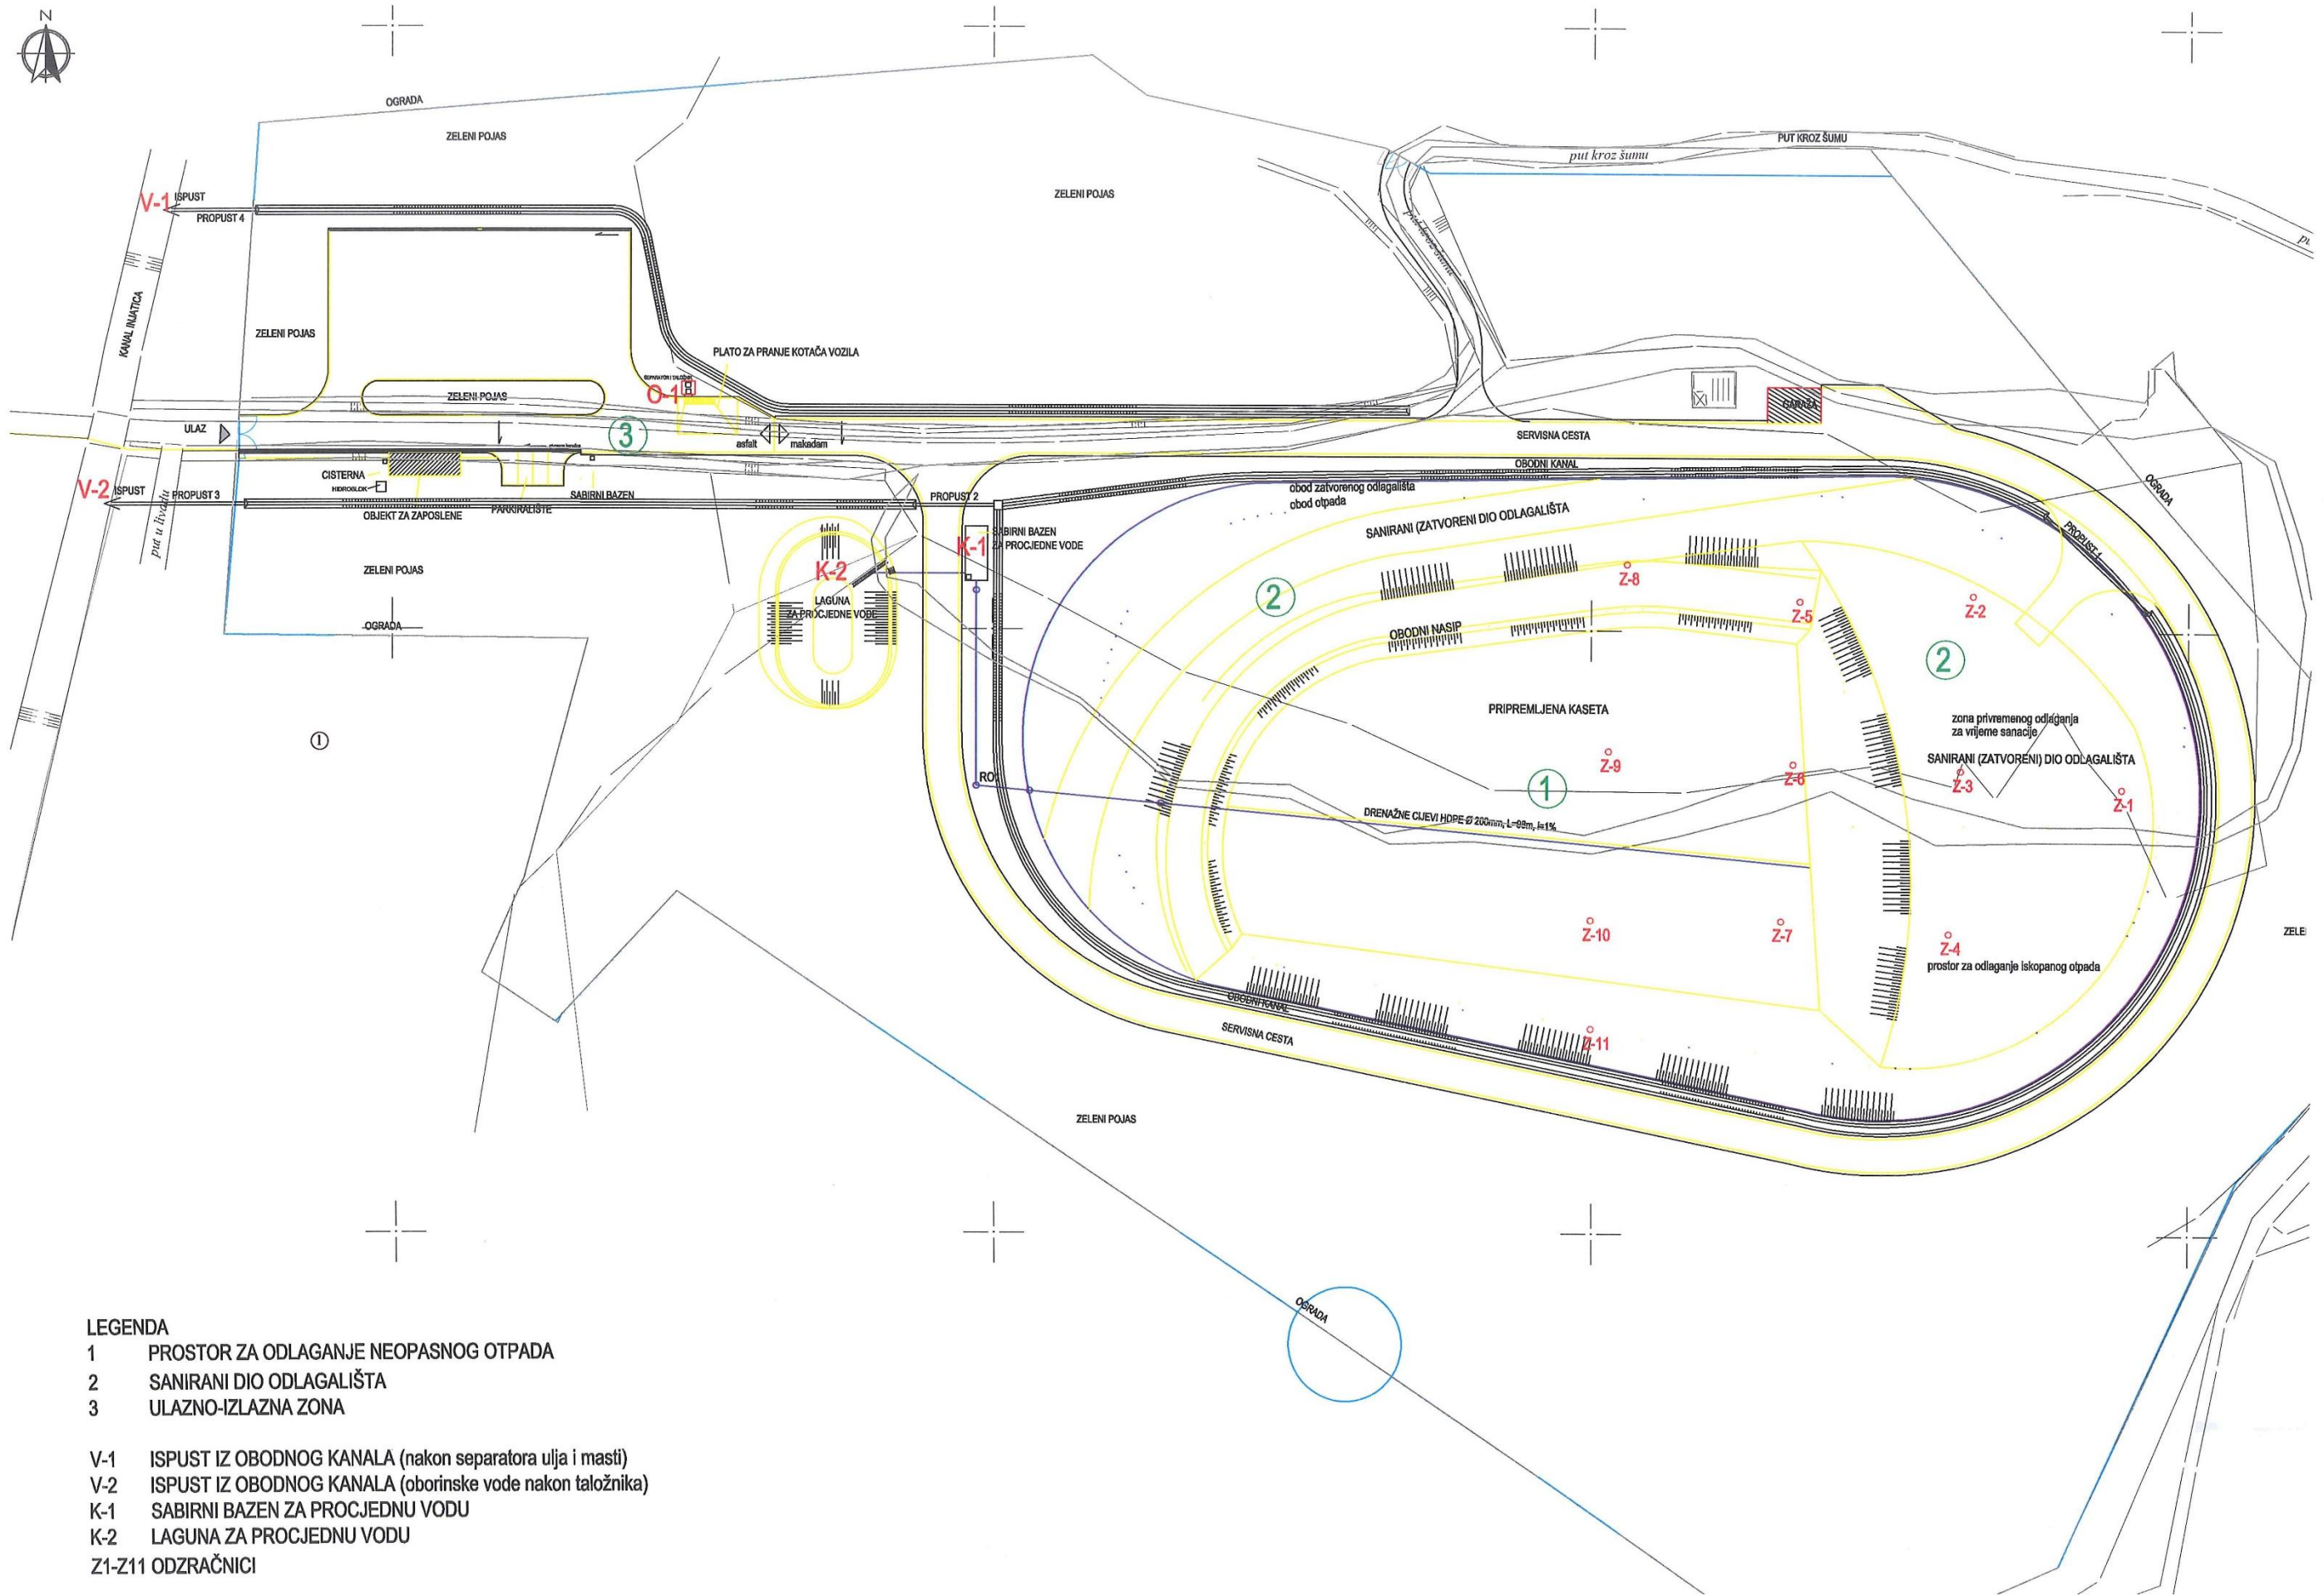 N
OGRADA
ZELENI POJAS
PUT KROZ ŠUMU
put kroz šumu
V-1 ISPUST
PROPUST 4
ZELENI POJAS
put kroz šumu
KANAL INJATICA
ZELENI POJAS
PLATO ZA PRANJE KOTAČA VOZILA
O-1
ZELENI POJAS
GARAŽA
ULAZ
3
asfalt
makadam
SERVISNA CESTA
CISTERNA
HIDROBLOK
OBODNI KANAL
V-2 ISPUST
PROPUST 3
put u livadu
SABIRNI BAZEN
PROPUST 2
OBJEKT ZA ZAPOSLENE
PARKIRALIŠTE
obod zatvorenog odlagališta
obod otpada
SANIRANI (ZATVORENI DIO ODLAGALIŠTA
OGRADA
PROPUST 1
K-1
SABIRNI BAZEN
ZA PROCJEDNE VODE
ZELENI POJAS
K-2
LAGUNA
ZA PROCJEDNE VODE
2
Z-8
Z-5
Z-2
OGRADA
OBODNI NASIP
2
PRIPREMLJENA KASETA
zona privremenog odlaganja
za vrijeme sanacije
SANIRANI (ZATVORENI) DIO ODLAGALIŠTA
1
Z-9
Z-6
Z-3
Z-1
1
DRENAŽNE CIJEVI HDPE Ø 200mm, L=98m, i=1%
Z-10
Z-7
Z-4
prostor za odlaganje iskopanog otpada
ZELE
OBODNI KANAL
SERVISNA CESTA
Z-11
ZELENI POJAS
OGRADA
LEGENDA
1 PROSTOR ZA ODLAGANJE NEOPASNOG OTPADA
2 SANIRANI DIO ODLAGALIŠTA
3 ULAZNO-IZLAZNA ZONA
V-1 ISPUST IZ OBODNOG KANALA (nakon separatora ulja i masti)
V-2 ISPUST IZ OBODNOG KANALA (oborinske vode nakon taložnika)
K-1 SABIRNI BAZEN ZA PROCJEDNU VODU
K-2 LAGUNA ZA PROCJEDNU VODU
Z1-Z11 ODZRAČNICI